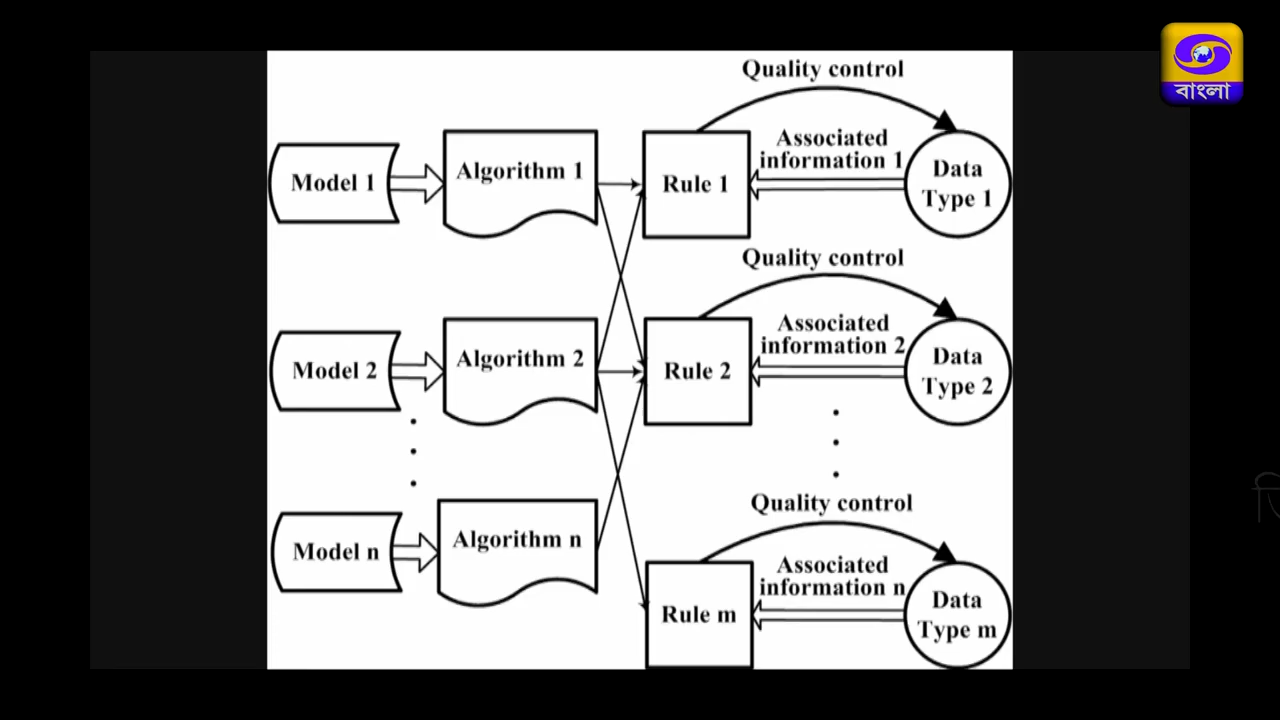 বাংলা
Quality control
Model 1
Algorithm 1
Rule 1
Associated
information 1
Data
Type 1
Quality control
Model 2
Algorithm 2
Rule 2
Associated
information 2
Data
Type 2
Quality control
Model n
Algorithm n
Rule m
Associated
information n
Data
Type m